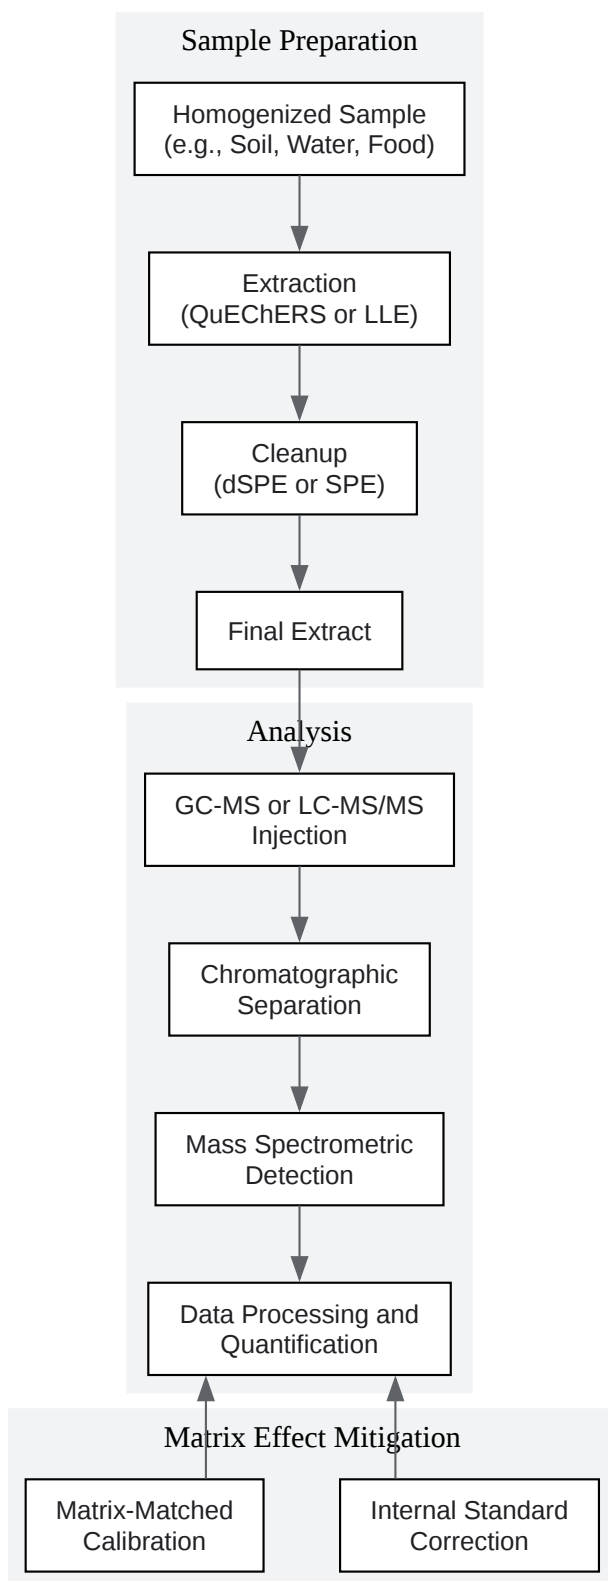 Sample Preparation
Homogenized Sample
(e.g., Soil, Water, Food)
Extraction
(QuEChERS or LLE)
Cleanup
(dSPE or SPE)
Final Extract
Analysis
GC-MS or LC-MS/MS
Injection
Chromatographic
Separation
Mass Spectrometric
Detection
Data Processing and
Quantification
Matrix Effect Mitigation
Matrix-Matched
Calibration
Internal Standard
Correction